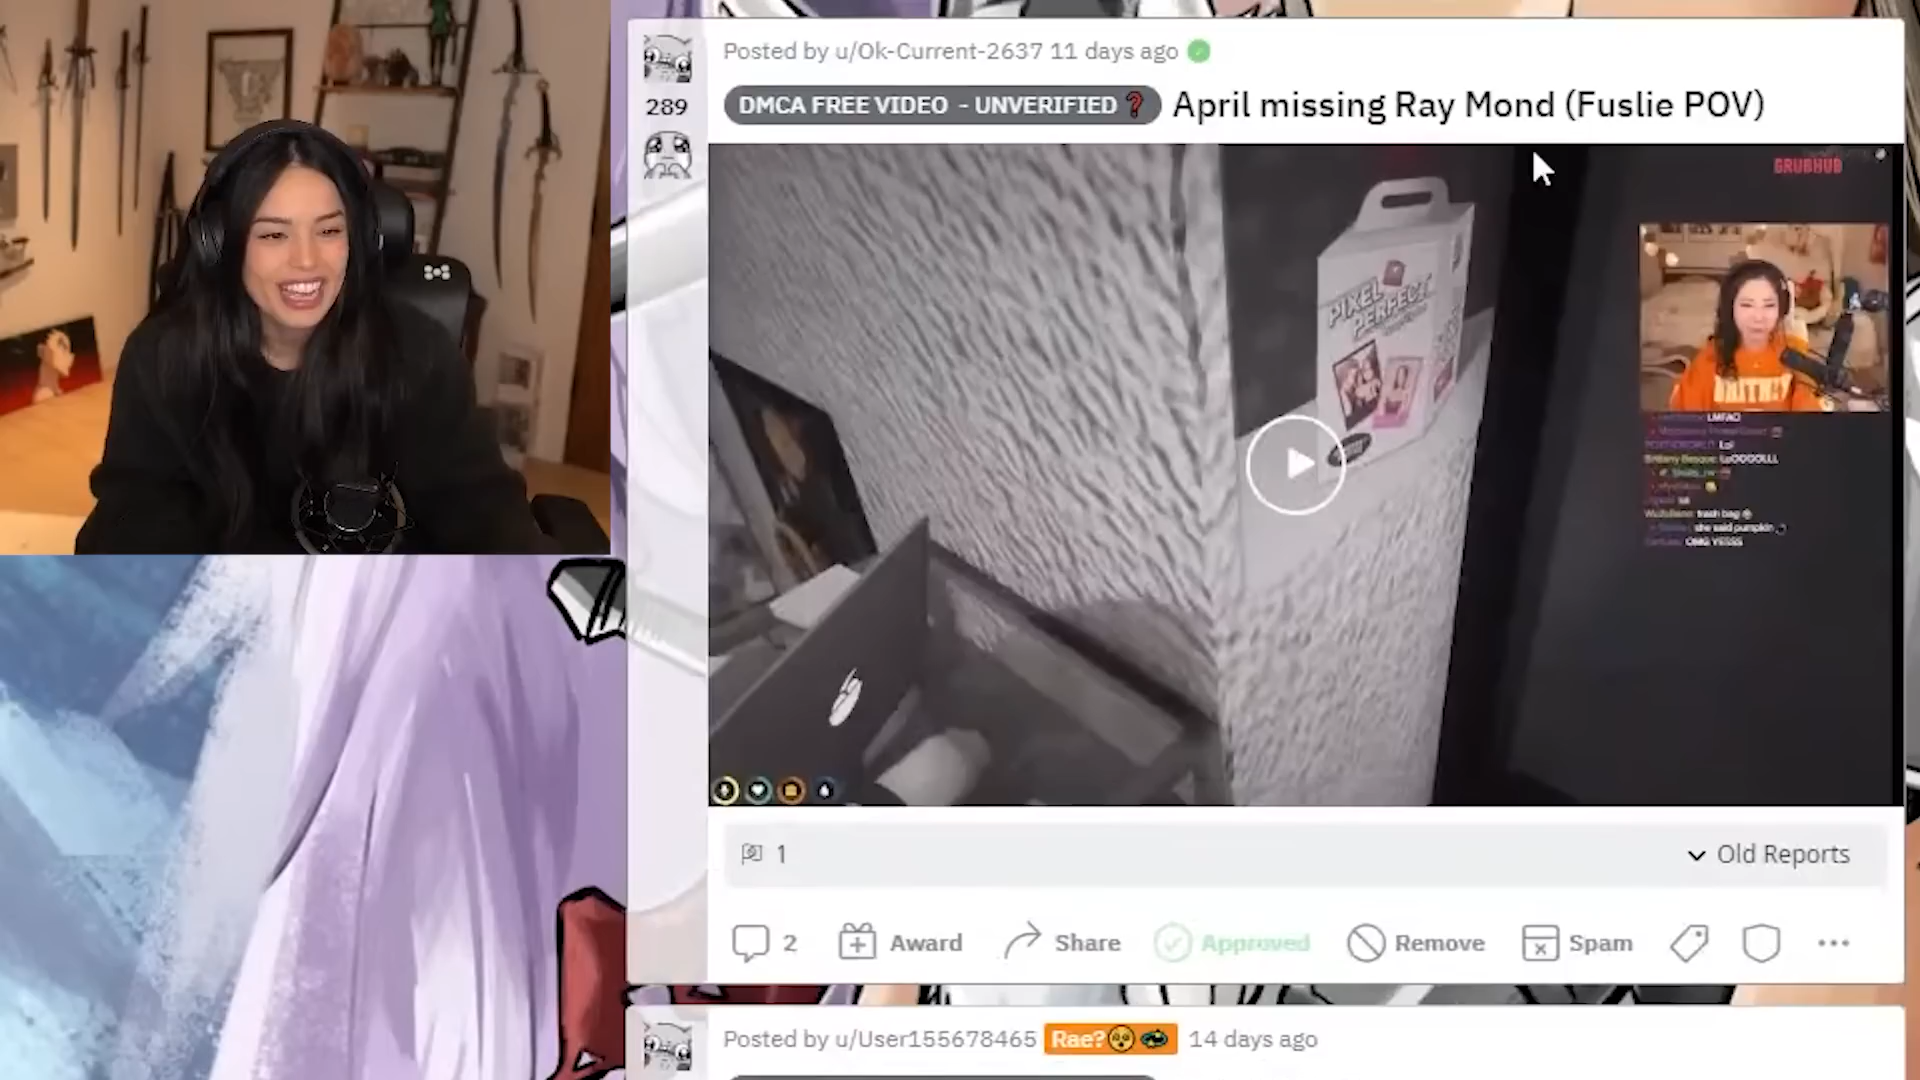 Posted by u/Ok-Current-2637 11 days ago
289
DMCA FREE VIDEO - UNVERIFIED ❓ April missing Ray Mond (Fuslie POV)
GRUBHUB
PIXEL
PERFECT
LMFAO
Lol
trash bag
she said pumpkin
OMG YESSS
1
Old Reports
2
Award
Share
Approved
Remove
Spam
Posted by u/User155678465 Rae? 14 days ago